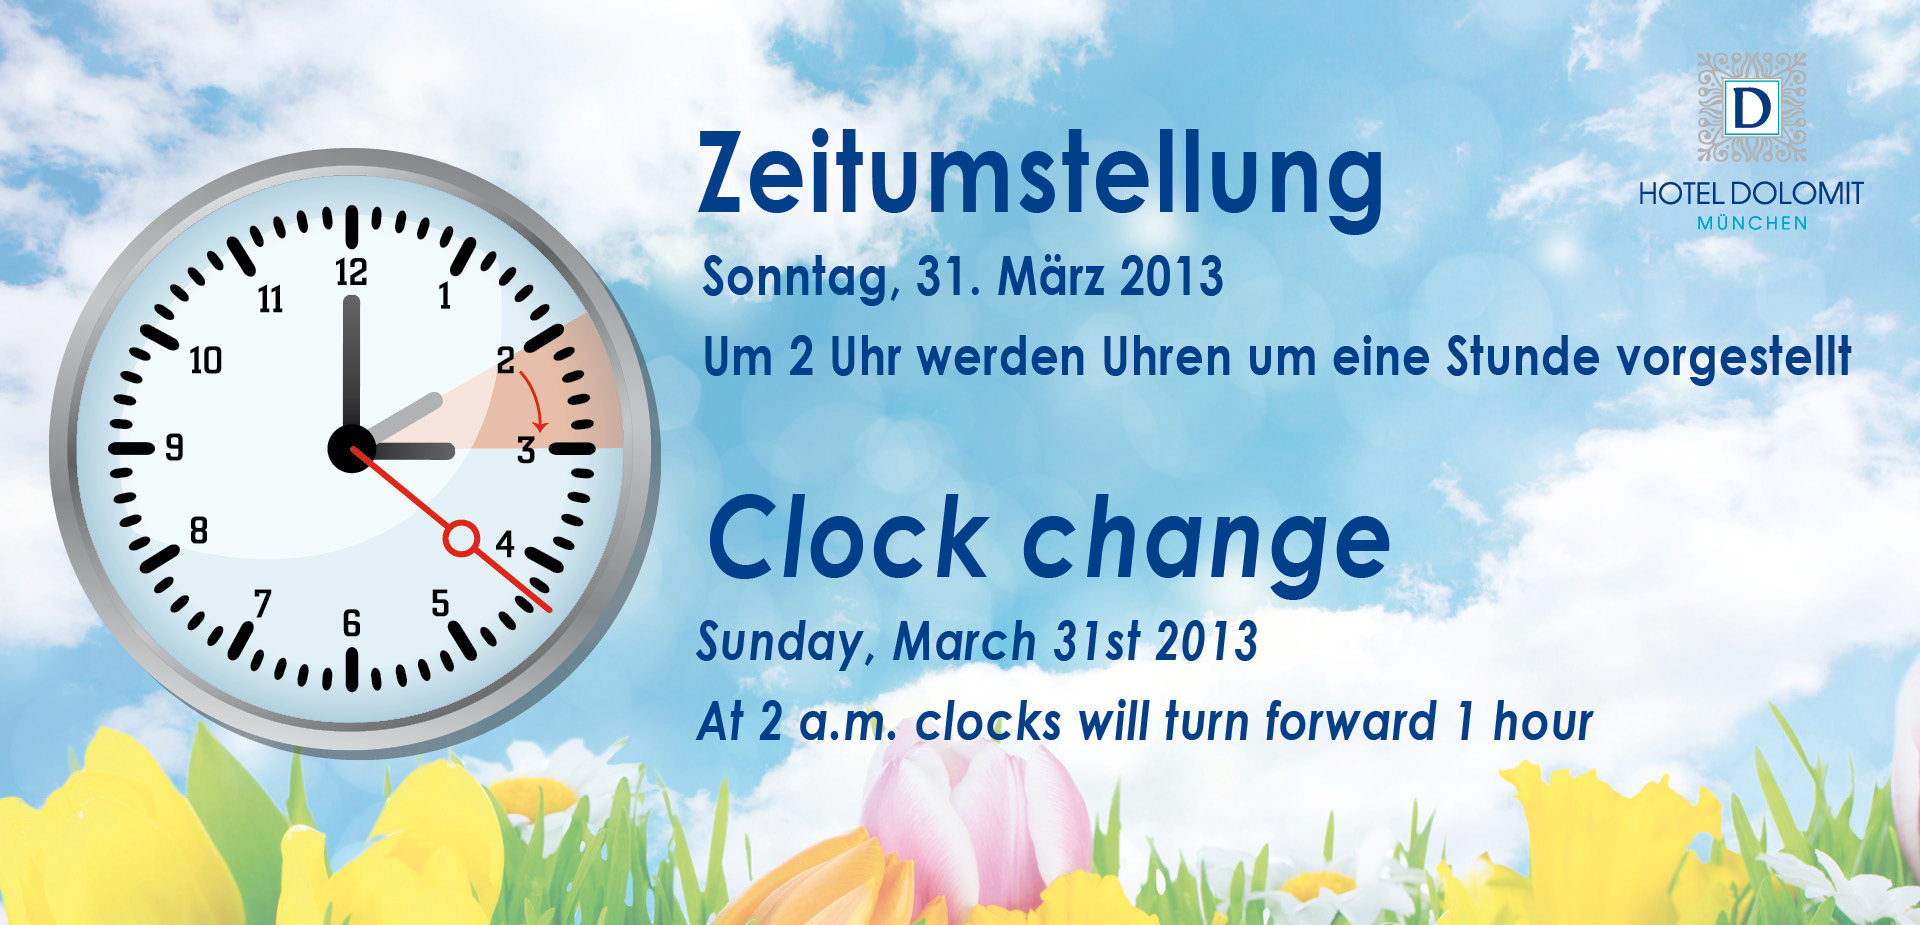 Zeitumstellung
Sonntag, 31. März 2013
Um 2 Uhr werden Uhren um eine Stunde vorgestellt
Clock change
Sunday, March 31st 2013
At 2 a.m. clocks will turn forward 1 hour
D
HOTEL DOLOMIT
MÜNCHEN
12
1
2
3
4
5
6
7
8
9
10
11